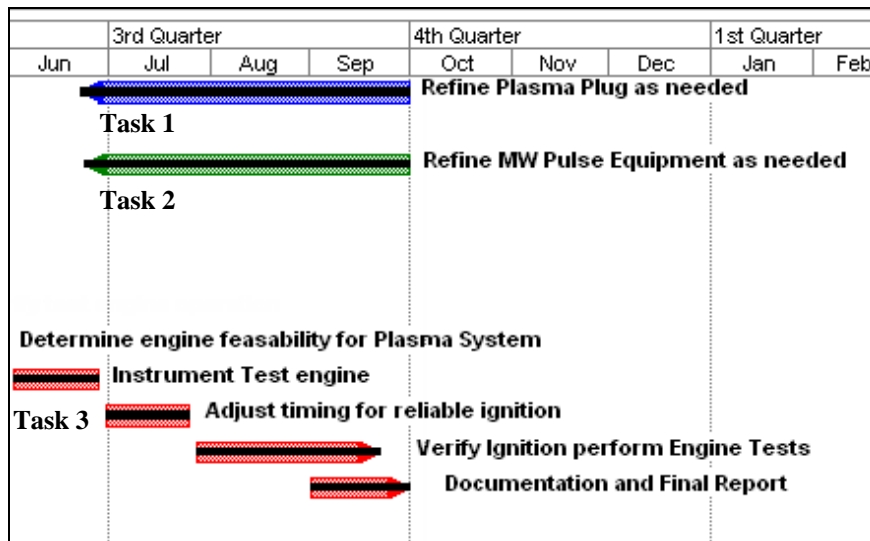 3rd Quarter 4th Quarter 1st Quarter
Jun Jul Aug Sep Oct Nov Dec Jan Feb
Refine Plasma Plug as needed
Task 1
Refine MW Pulse Equipment as needed
Task 2
Determine engine feasability for Plasma System
Instrument Test engine
Task 3 Adjust timing for reliable ignition
Verify Ignition perform Engine Tests
Documentation and Final Report